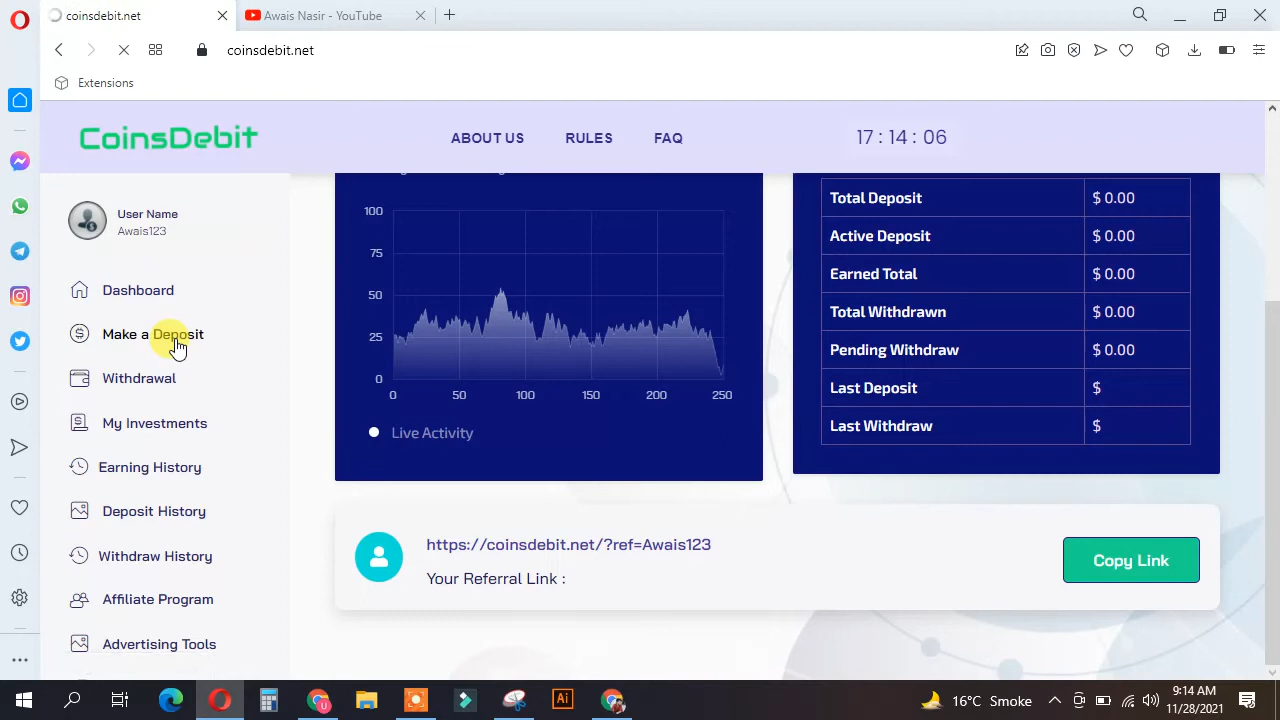 coinsdebit.net
Awais Nasir - YouTube
coinsdebit.net
Extensions
CoinsDebit
ABOUT US
RULES
FAQ
17 : 14 : 06
User Name
Awais123
Dashboard
Make a Deposit
Withdrawal
My Investments
Earning History
Deposit History
Withdraw History
Affiliate Program
Advertising Tools
100
75
50
25
0
0
50
100
150
200
250
Live Activity
Total Deposit $ 0.00
Active Deposit $ 0.00
Earned Total $ 0.00
Total Withdrawn $ 0.00
Pending Withdraw $ 0.00
Last Deposit $
Last Withdraw $
https://coinsdebit.net/?ref=Awais123
Your Referral Link :
Copy Link
U
Ai
16°C Smoke
9:14 AM
11/28/2021